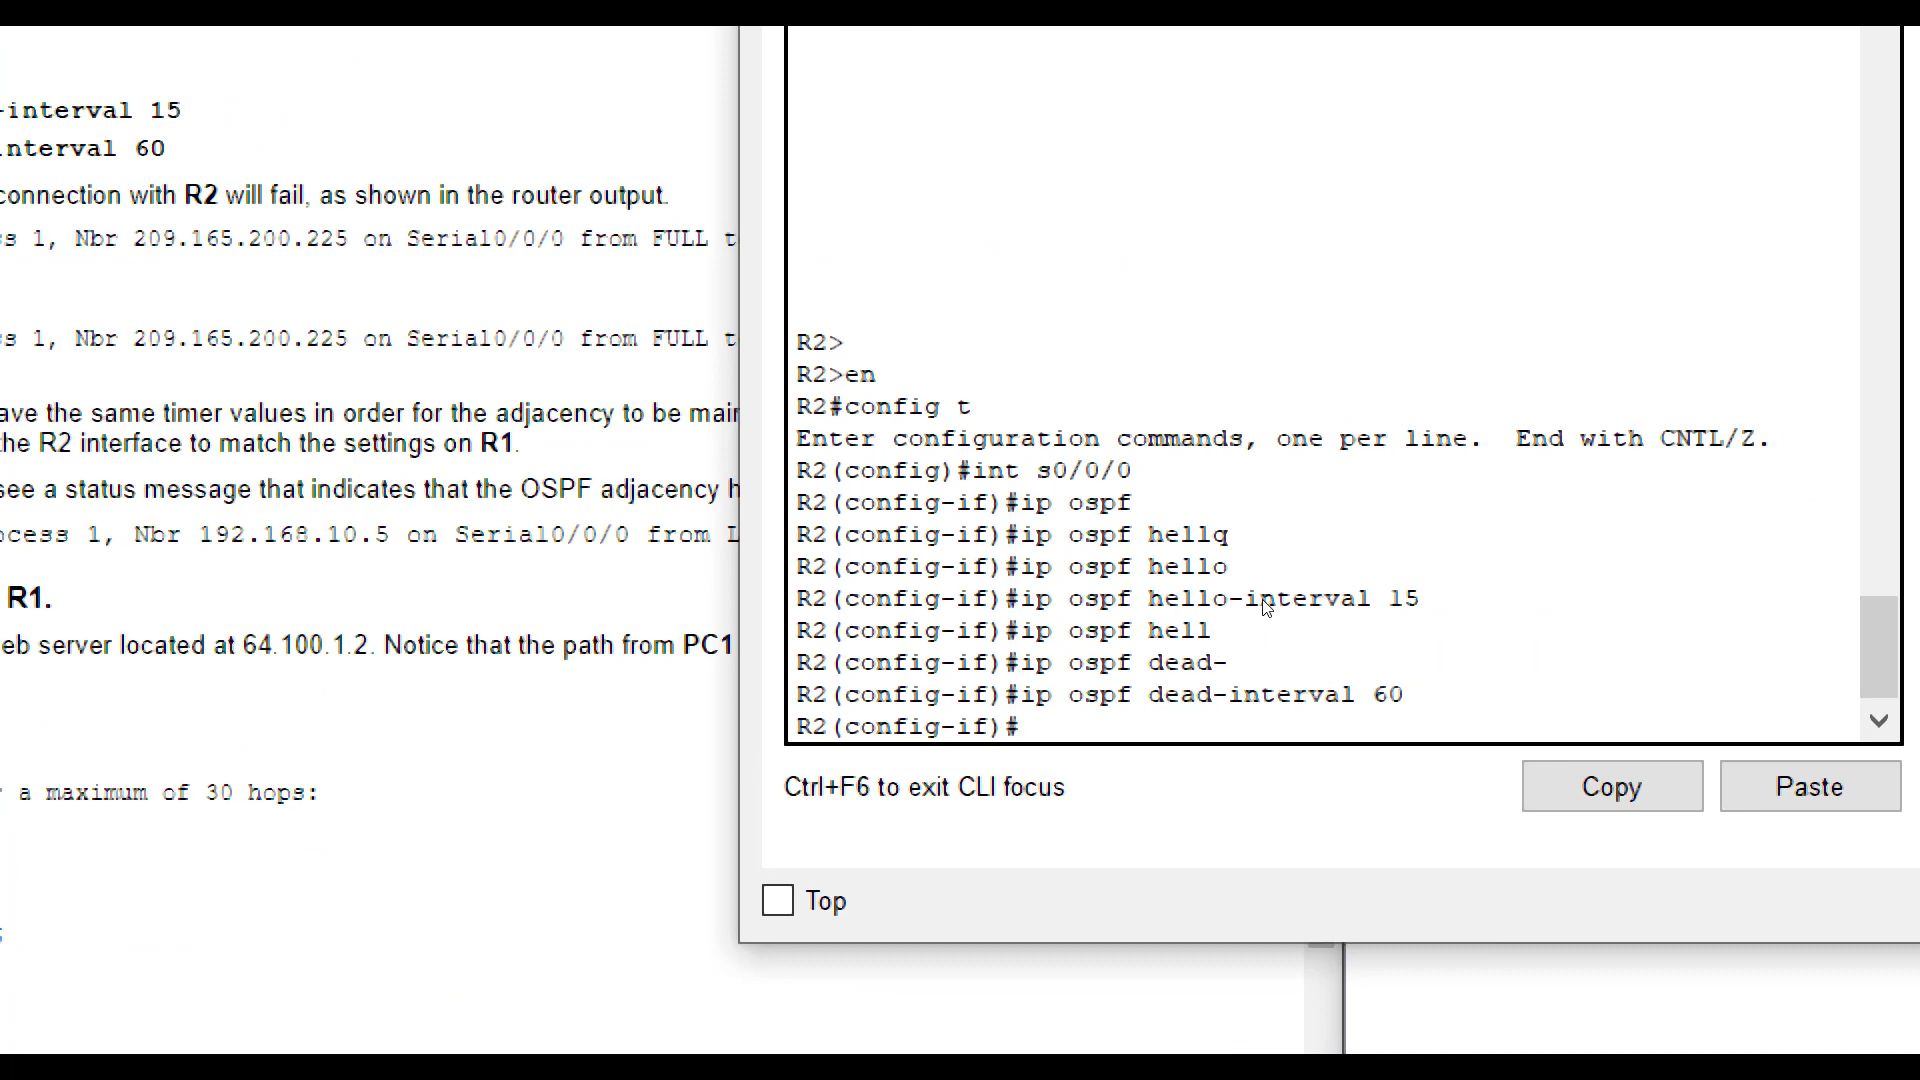 -interval 15
nterval 60
connection with R2 will fail, as shown in the router output.
s 1, Nbr 209.165.200.225 on Serial0/0/0 from FULL t
s 1, Nbr 209.165.200.225 on Serial0/0/0 from FULL t
ave the same timer values in order for the adjacency to be mair
the R2 interface to match the settings on R1.
see a status message that indicates that the OSPF adjacency h
ocess 1, Nbr 192.168.10.5 on Serial0/0/0 from L
R1.
eb server located at 64.100.1.2. Notice that the path from PC1
a maximum of 30 hops:
R2>
R2>en
R2#config t
Enter configuration commands, one per line.  End with CNTL/Z.
R2(config)#int s0/0/0
R2(config-if)#ip ospf
R2(config-if)#ip ospf hellq
R2(config-if)#ip ospf hello
R2(config-if)#ip ospf hello-interval 15
R2(config-if)#ip ospf hell
R2(config-if)#ip ospf dead-
R2(config-if)#ip ospf dead-interval 60
R2(config-if)#
Ctrl+F6 to exit CLI focus
Copy
Paste
Top